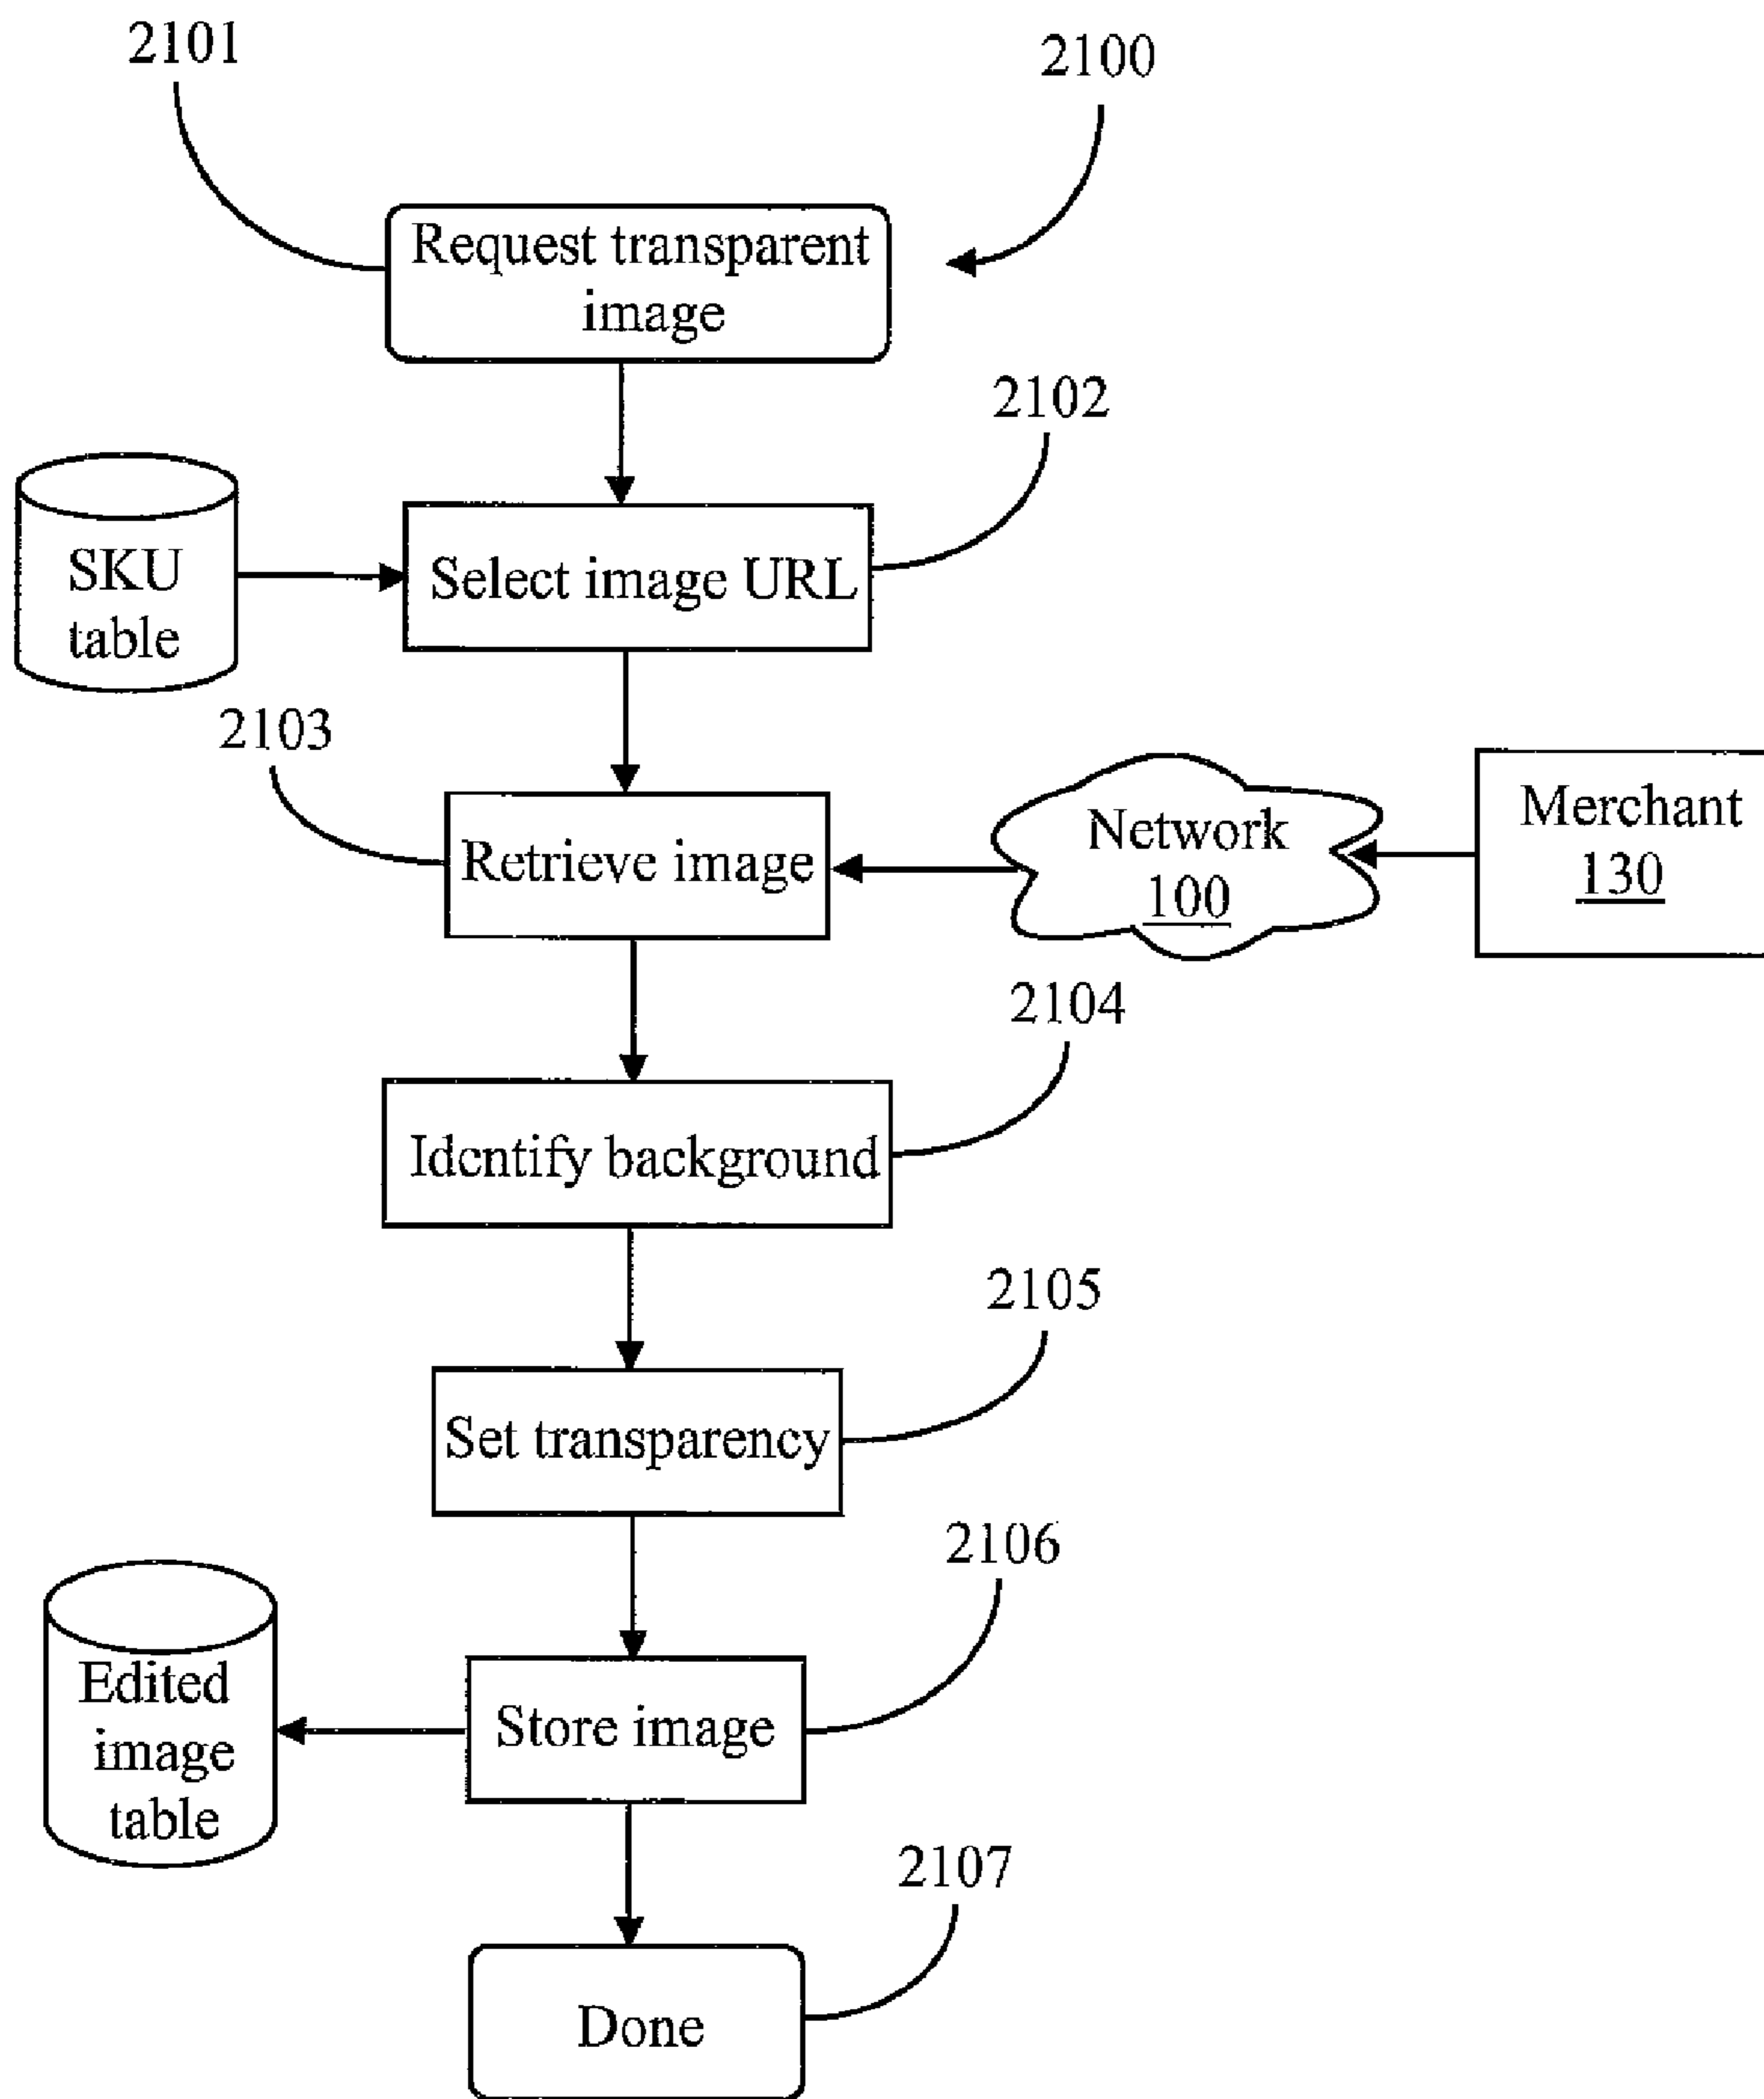 2101
2100
Request transparent
image
2102
SKU
table
Select image URL
2103
Retrieve image
Network
100
Merchant
130
2104
Identify background
2105
Set transparency
2106
Edited
image
table
Store image
2107
Done